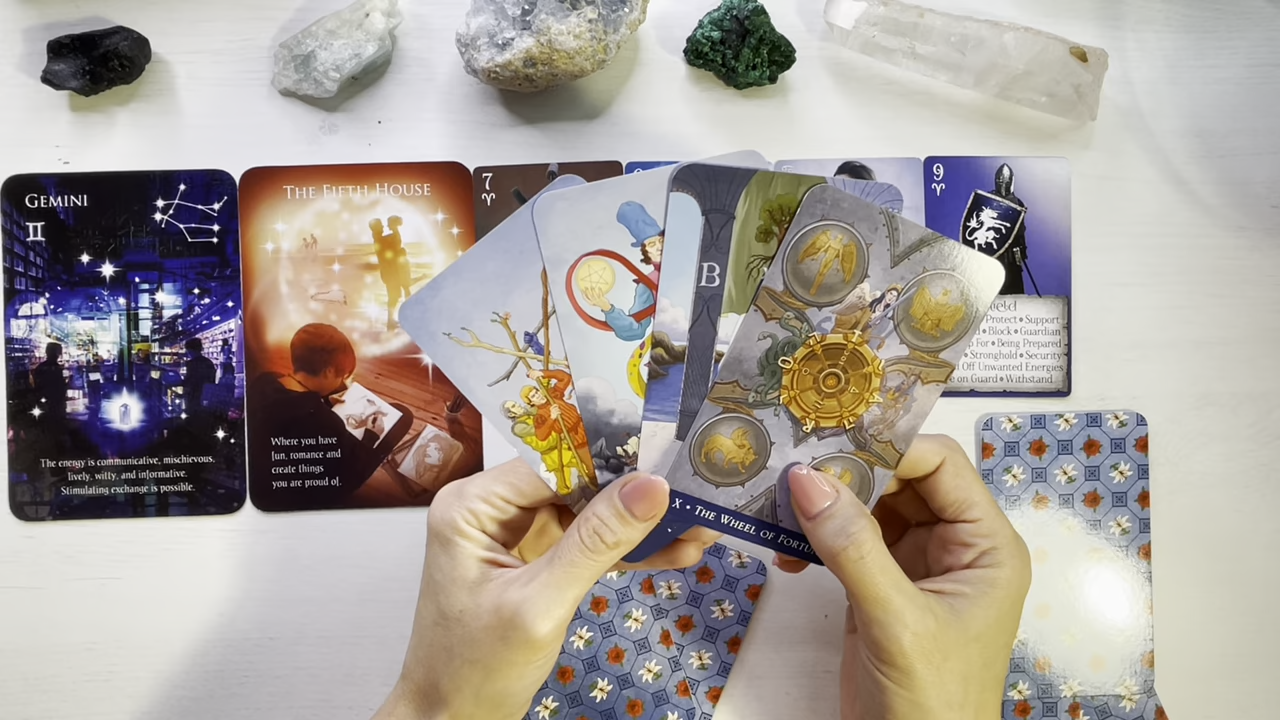 GEMINI
♊
The energy is communicative, mischievous,
lively, witty, and informative.
Stimulating exchange is possible.
THE FIFTH HOUSE
Where you have
fun, romance and
create things
you are proud of.
7
♈
B
X • THE WHEEL OF
9
♈
Protect • Support
Block • Guardian
For • Being Prepared
Stronghold • Security
Off Unwanted Energies
on Guard • Withstand